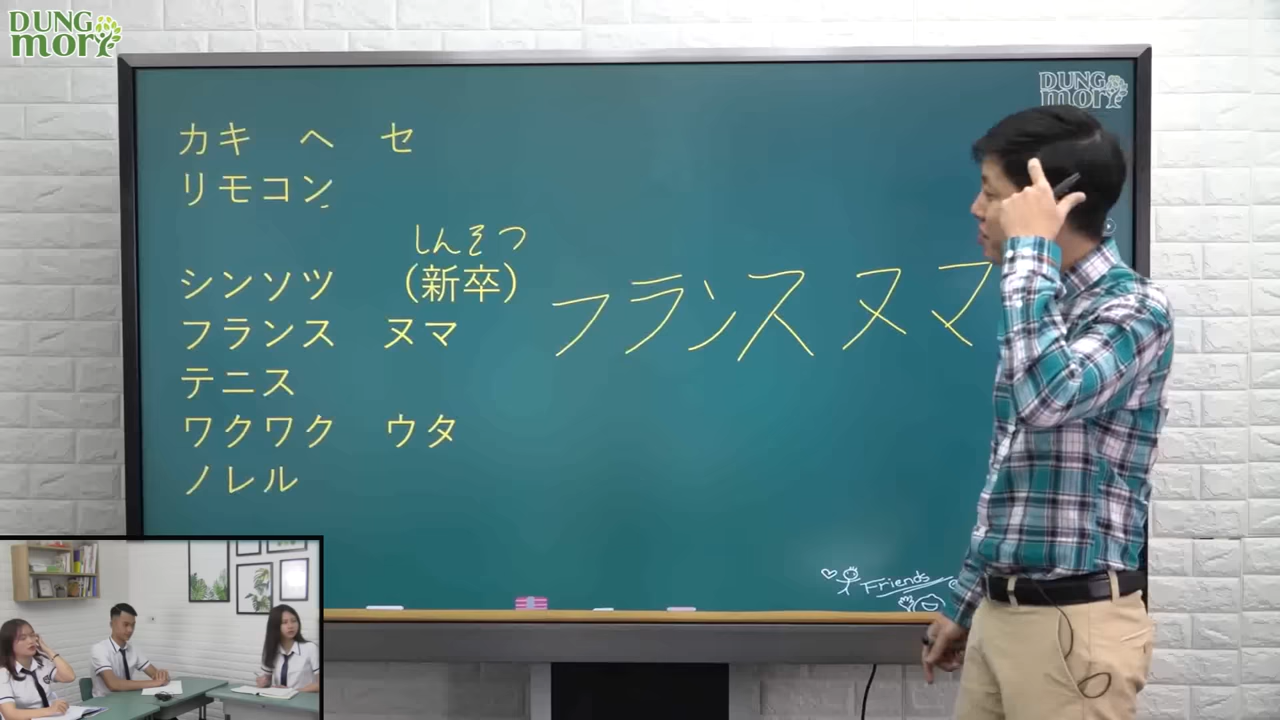 DUNG
mori
DUNG
mori
カキ ヘ セ
リモコン
しんそつ
シンソツ (新卒)
フランス ヌマ
テニス
ワクワク ウタ
ノレル
フランス ヌマ
Friends